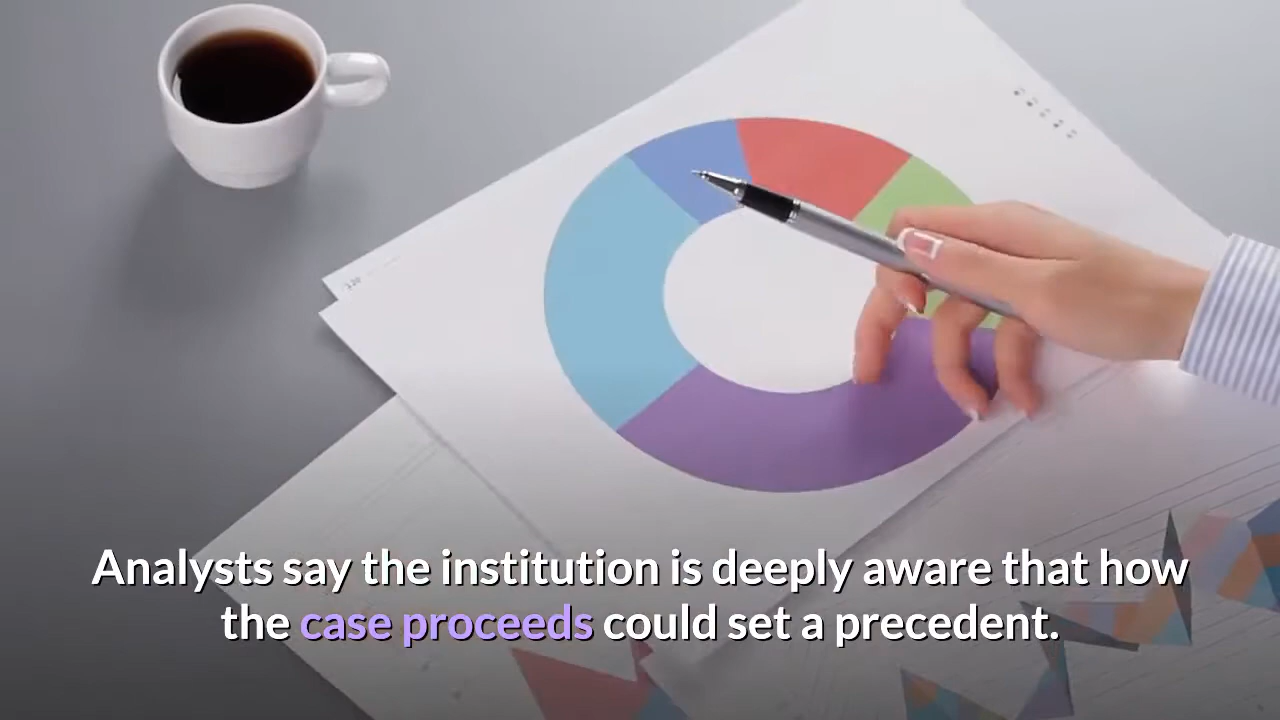 Analysts say the institution is deeply aware that how
the case proceeds could set a precedent.